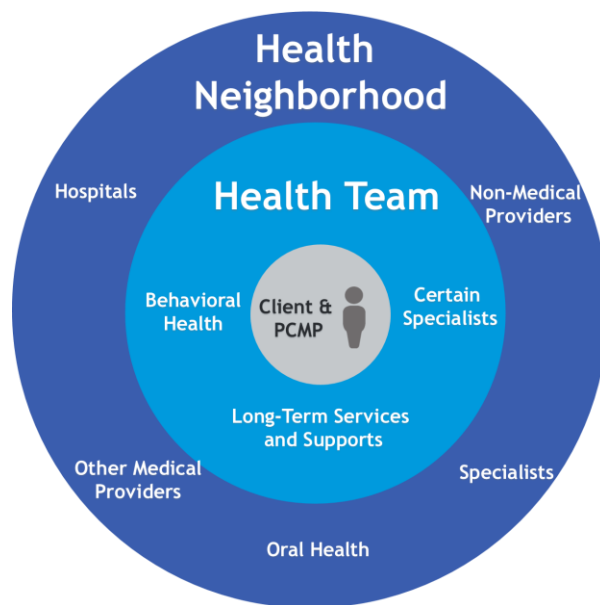 Health
Neighborhood
Hospitals
Non-Medical
Providers
Health Team
Behavioral
Health
Client &
PCMP
Certain
Specialists
Long-Term Services
and Supports
Other Medical
Providers
Specialists
Oral Health